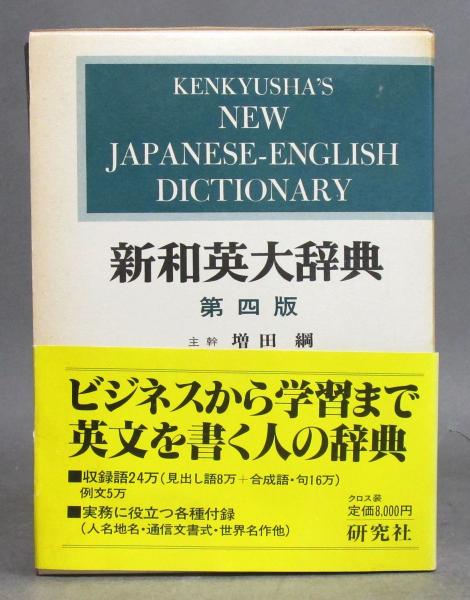 KENKYUSHA'S
NEW
JAPANESE-ENGLISH
DICTIONARY
新和英大辞典
第四版
主幹 増田 綱
ビジネスから学習まで
英文を書く人の辞典
■収録語24万(見出し語8万+合成語・句16万)
例文5万
■実務に役立つ各種付録
(人名地名・通信文書式・世界名作他)
クロス装
定価8,000円
研究社